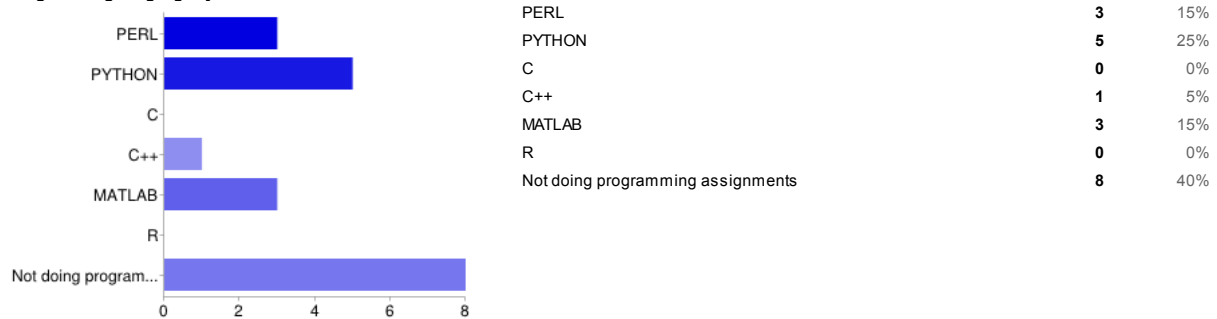 PERL
PYTHON
C
C++
MATLAB
R
Not doing program...
0 2 4 6 8
PERL 3 15%
PYTHON 5 25%
C 0 0%
C++ 1 5%
MATLAB 3 15%
R 0 0%
Not doing programming assignments 8 40%